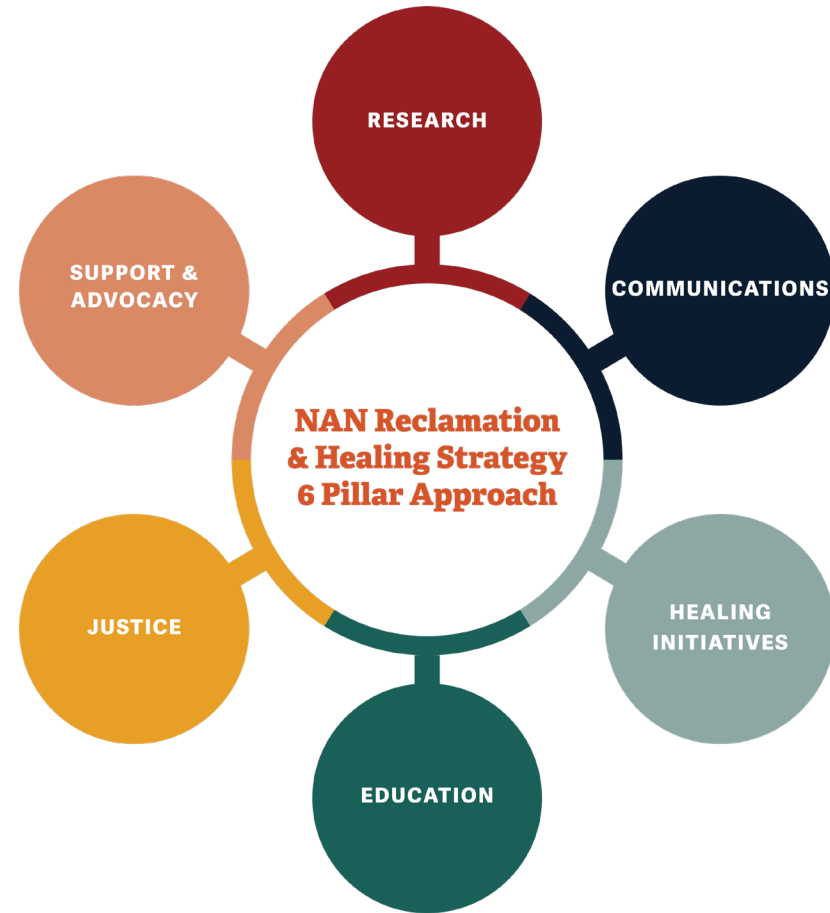 RESEARCH
COMMUNICATIONS
HEALING
INITIATIVES
EDUCATION
JUSTICE
SUPPORT &
ADVOCACY
NAN Reclamation
& Healing Strategy
6 Pillar Approach